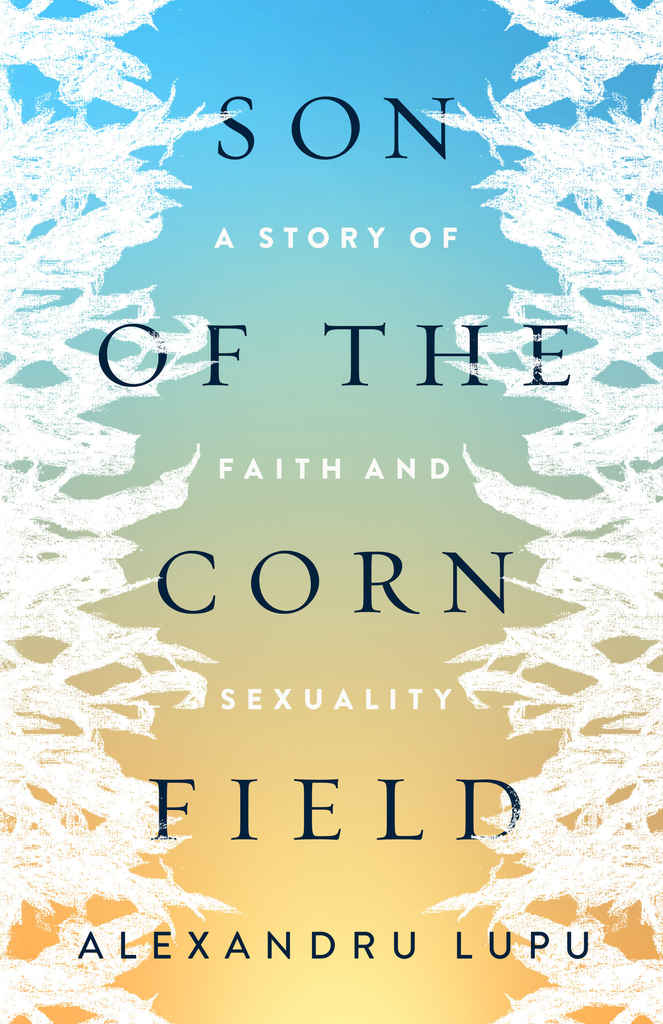 SON
A STORY OF
OF THE
FAITH AND
CORN
SEXUALITY
FIELD
ALEXANDRU LUPU